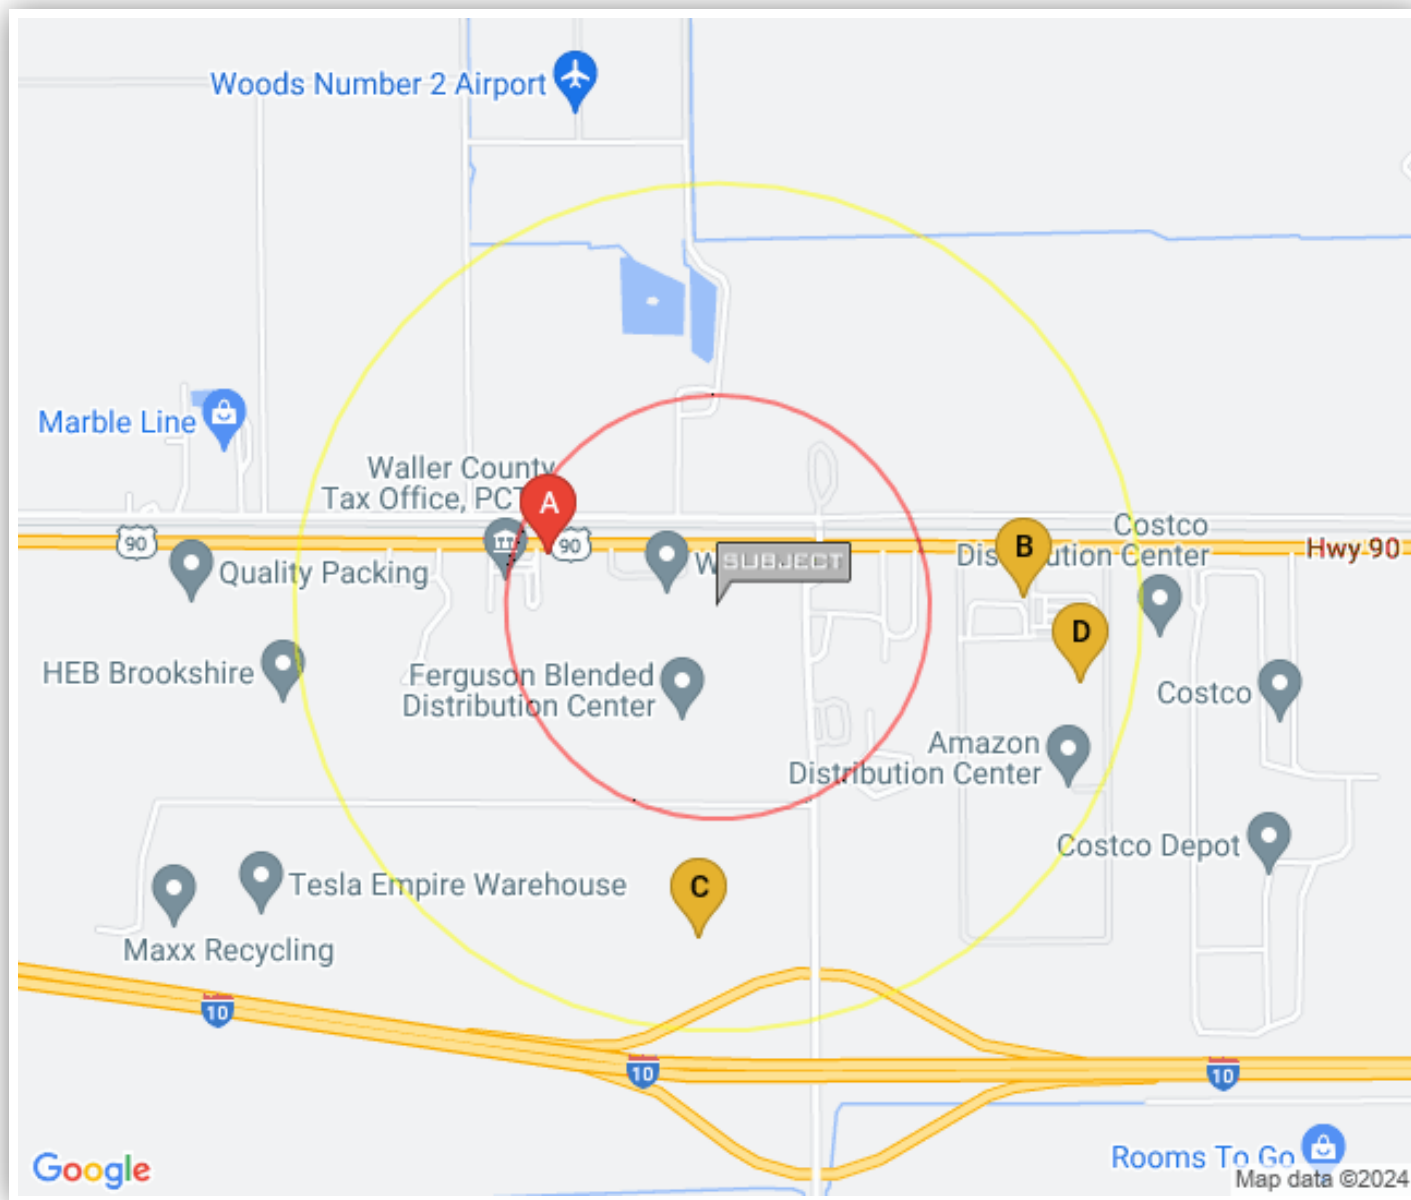 Woods Number 2 Airport
Marble Line
Waller County
Tax Office, PCT
A
90
90
Quality Packing
W
SUBJECT
B
Costco
Distribution Center
Hwy 90
D
HEB Brookshire
Ferguson Blended
Distribution Center
Costco
Amazon
Distribution Center
Costco Depot
C
Tesla Empire Warehouse
Maxx Recycling
10
10
10
Rooms To Go
Google
Map data ©2024